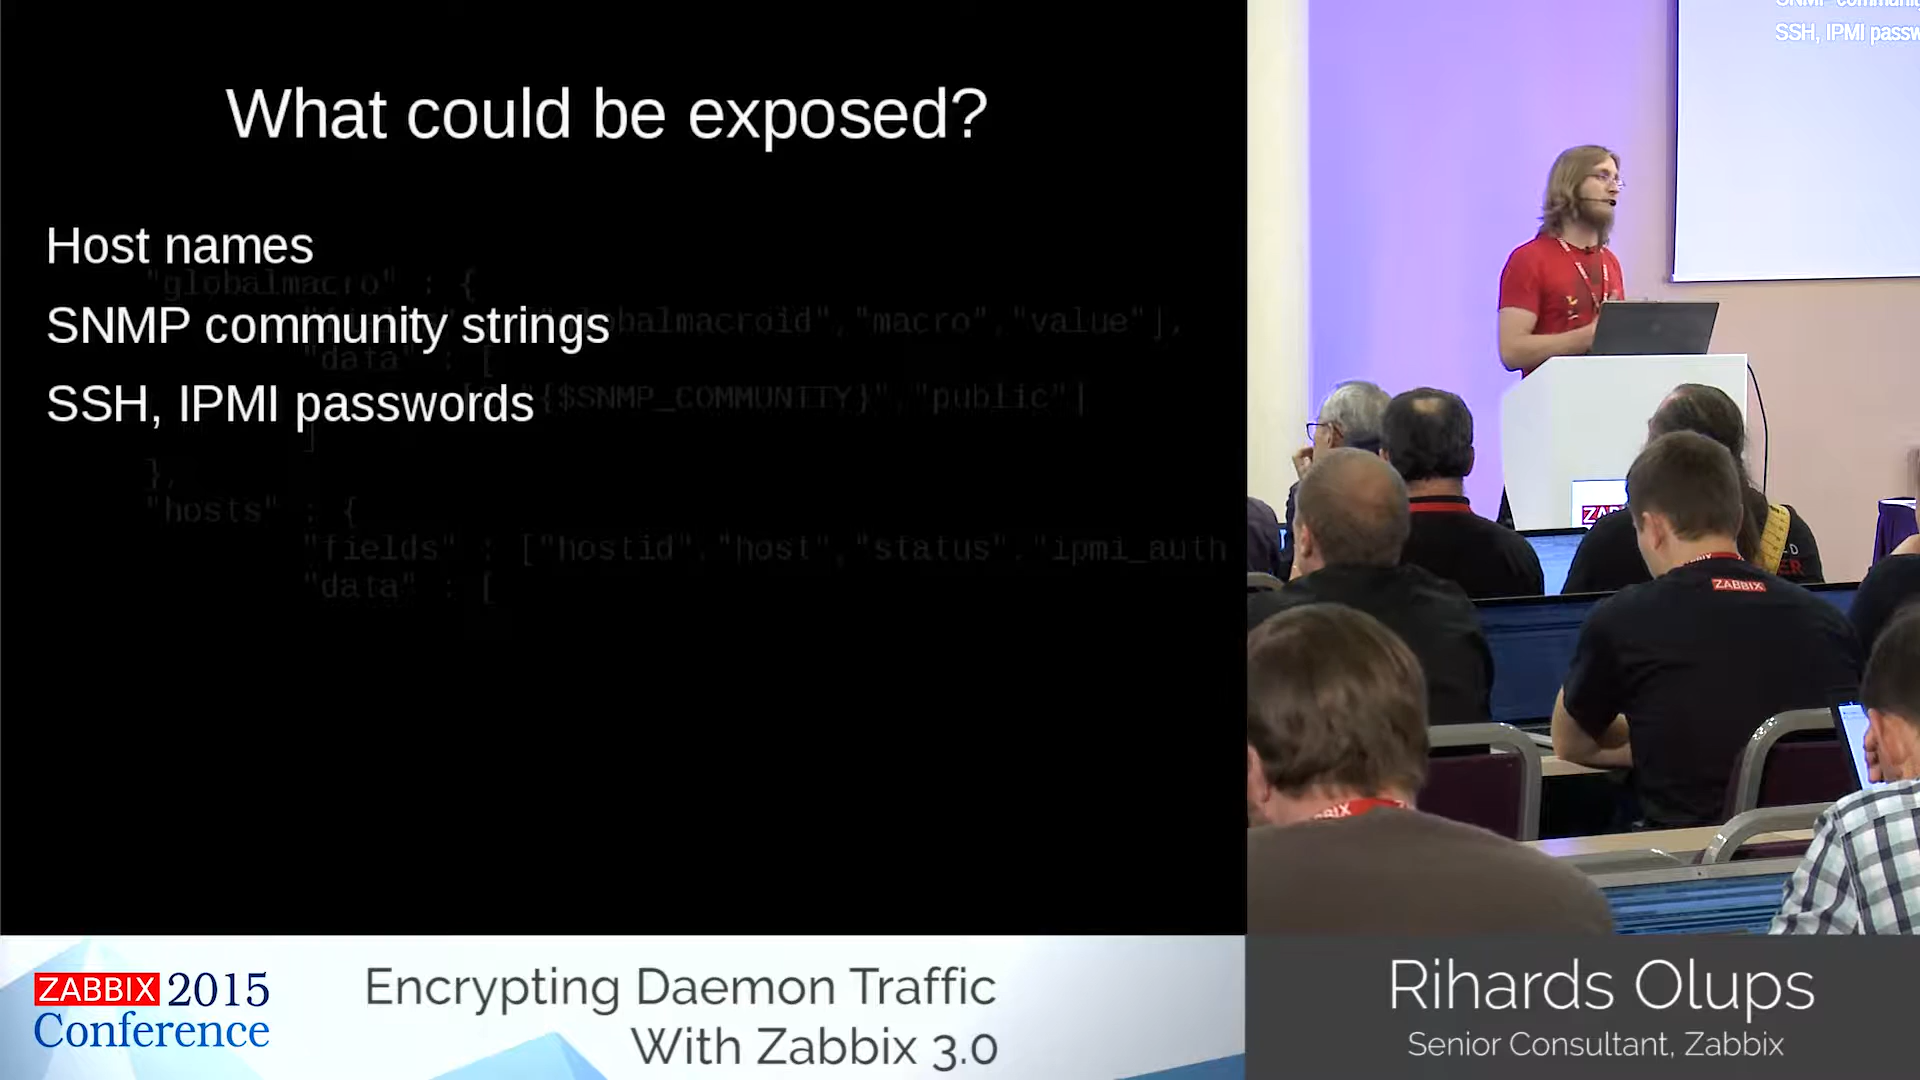 What could be exposed?
Host names
"globalmacro" : {
SNMP community strings
balmacroid","macro","value"],
"data" : [
SSH, IPMI passwords
{$SNMP_COMMUNITY}","public"]
]
},
"hosts" : {
"fields" : ["hostid","host","status","ipmi_auth
"data" : [
SSH, IPMI passw
ZABBIX
ZABBIX 2015
Conference
Encrypting Daemon Traffic
With Zabbix 3.0
Rihards Olups
Senior Consultant, Zabbix